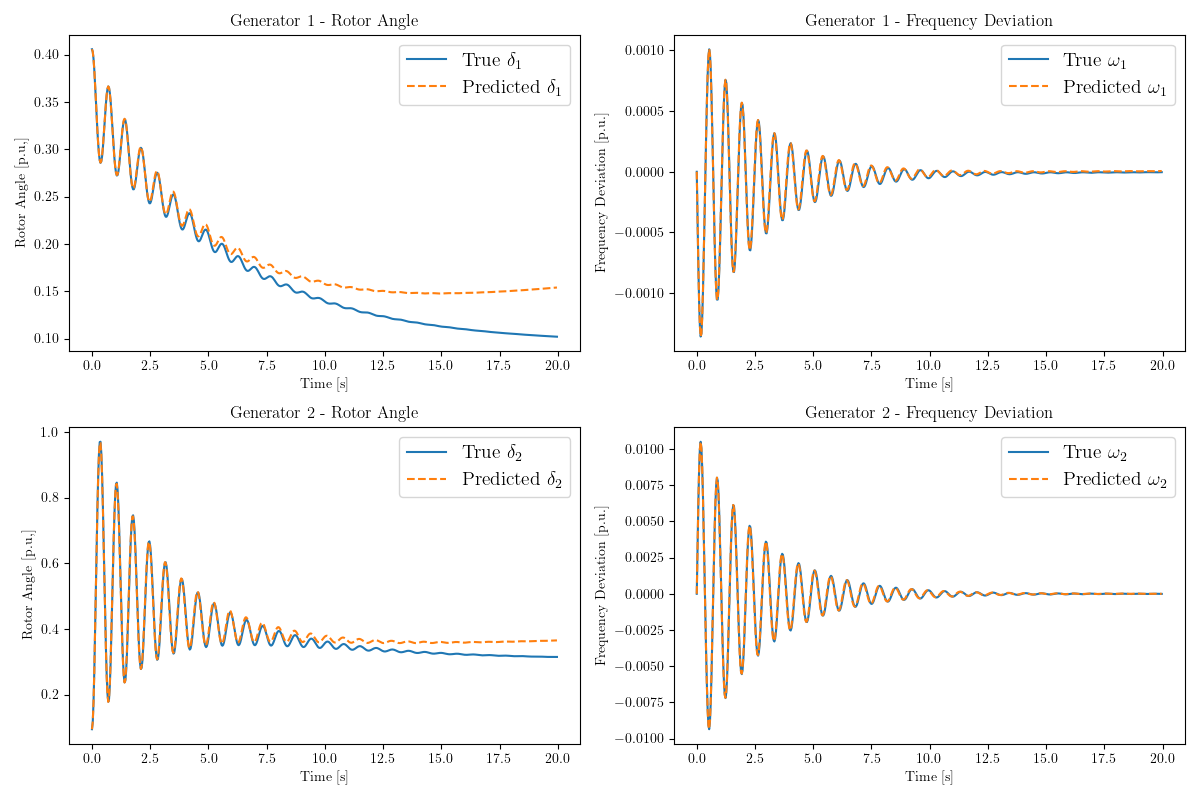 Generator 1 - Rotor Angle
True δ₁
Predicted δ₁
Rotor Angle [p.u.]
0.40
0.35
0.30
0.25
0.20
0.15
0.10
0.0 2.5 5.0 7.5 10.0 12.5 15.0 17.5 20.0
Time [s]
Generator 1 - Frequency Deviation
True ω₁
Predicted ω₁
Frequency Deviation [p.u.]
0.0010
0.0005
0.0000
−0.0005
−0.0010
0.0 2.5 5.0 7.5 10.0 12.5 15.0 17.5 20.0
Time [s]
Generator 2 - Rotor Angle
True δ₂
Predicted δ₂
Rotor Angle [p.u.]
1.0
0.8
0.6
0.4
0.2
0.0 2.5 5.0 7.5 10.0 12.5 15.0 17.5 20.0
Time [s]
Generator 2 - Frequency Deviation
True ω₂
Predicted ω₂
Frequency Deviation [p.u.]
0.0100
0.0075
0.0050
0.0025
0.0000
−0.0025
−0.0050
−0.0075
−0.0100
0.0 2.5 5.0 7.5 10.0 12.5 15.0 17.5 20.0
Time [s]